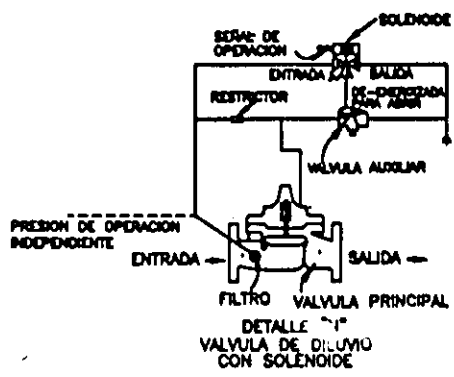 SOLENOIDE
SEÑAL DE
OPERACION
ENTRADA
SALIDA
DE-ENERGIZADA
PARA ABRIR
RESTRICTOR
VALVULA AUXILIAR
PRESION DE OPERACION
INDEPENDIENTE
ENTRADA
SALIDA
FILTRO
VALVULA PRINCIPAL
DETALLE
VALVULA DE DILUVIO
CON SOLENOIDE